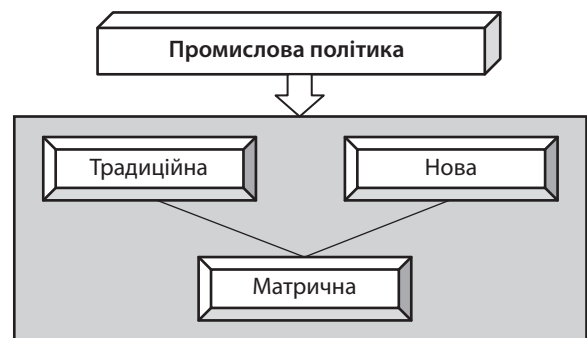 Промислова політика
Традиційна
Нова
Матрична